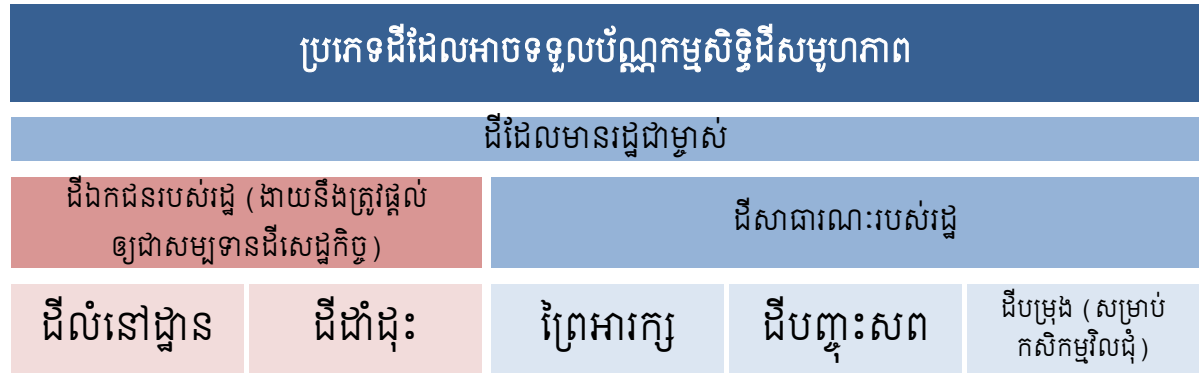 ប្រភេទដីដែលអាចទទួលប័ណ្ណកម្មសិទ្ធិដីសមូហភាព
ដីដែលមានរដ្ឋជាម្ចាស់
ដីឯកជនរបស់រដ្ឋ (ងាយនឹងត្រូវផ្តល់
ឲ្យជាសម្បទានដីសេដ្ឋកិច្ច)
ដីសាធារណៈរបស់រដ្ឋ
ដីលំនៅដ្ឋាន
ដីដាំដុះ
ព្រៃអារក្ស
ដីបញ្ចុះសព
ដីបម្រុង (សម្រាប់
កសិកម្មវិលជុំ)